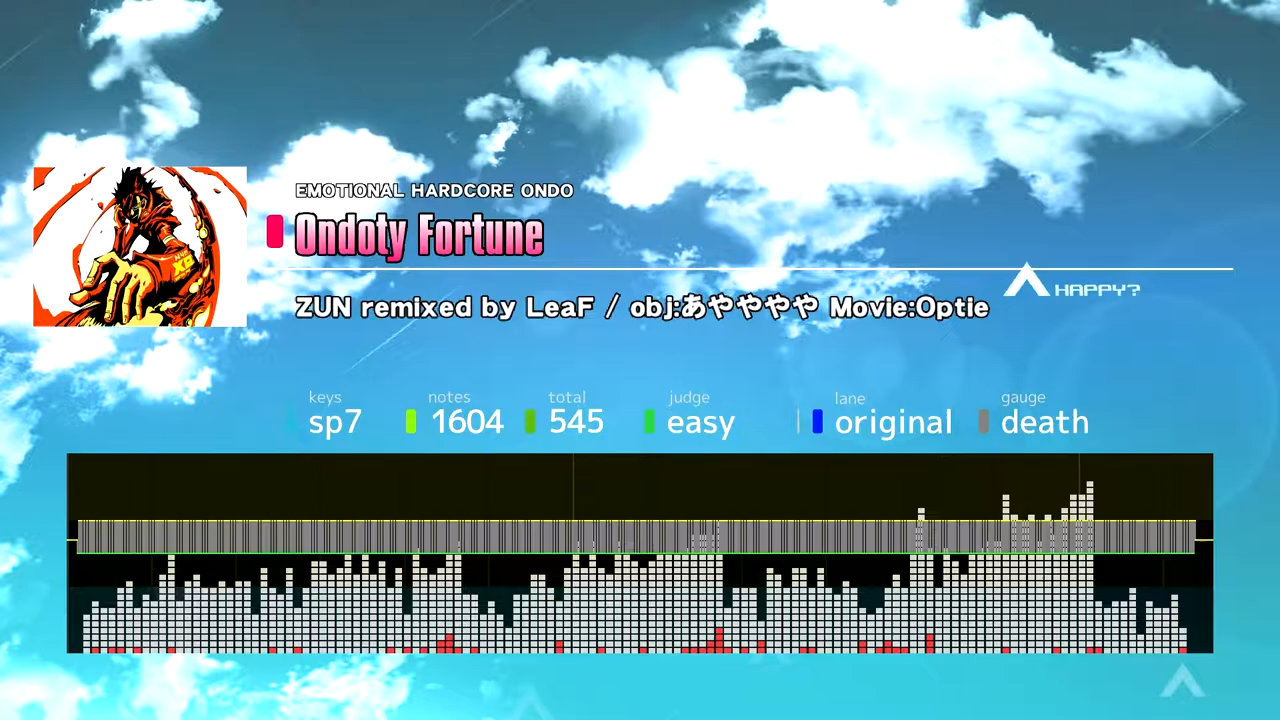 EMOTIONAL HARDCORE ONDO
Ondoty Fortune
HAPPY?
ZUN remixed by LeaF / obj:あややややや Movie:Optie
keys notes total judge lane gauge
sp7 1604 545 easy original death